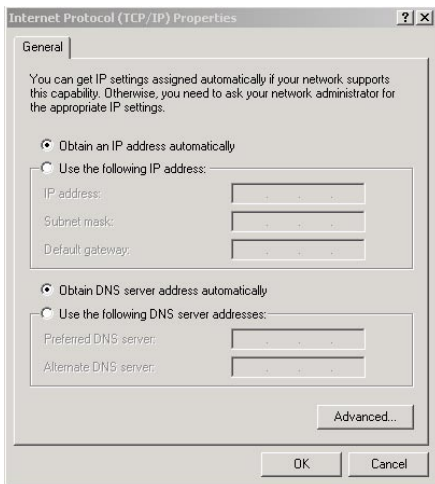 Internet Protocol (TCP/IP) Properties
General
You can get IP settings assigned automatically if your network supports
this capability. Otherwise, you need to ask your network administrator for
the appropriate IP settings.
Obtain an IP address automatically
Use the following IP address:
IP address:
Subnet mask:
Default gateway:
Obtain DNS server address automatically
Use the following DNS server addresses:
Preferred DNS server:
Alternate DNS server:
Advanced...
OK Cancel